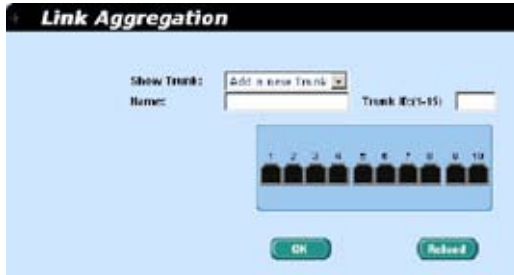 Link Aggregation
Show Trunk: Add a new Trunk
Name: Trunk ID:(1-15)
1 2 3 4 5 6 7 8 9 10
OK Reload